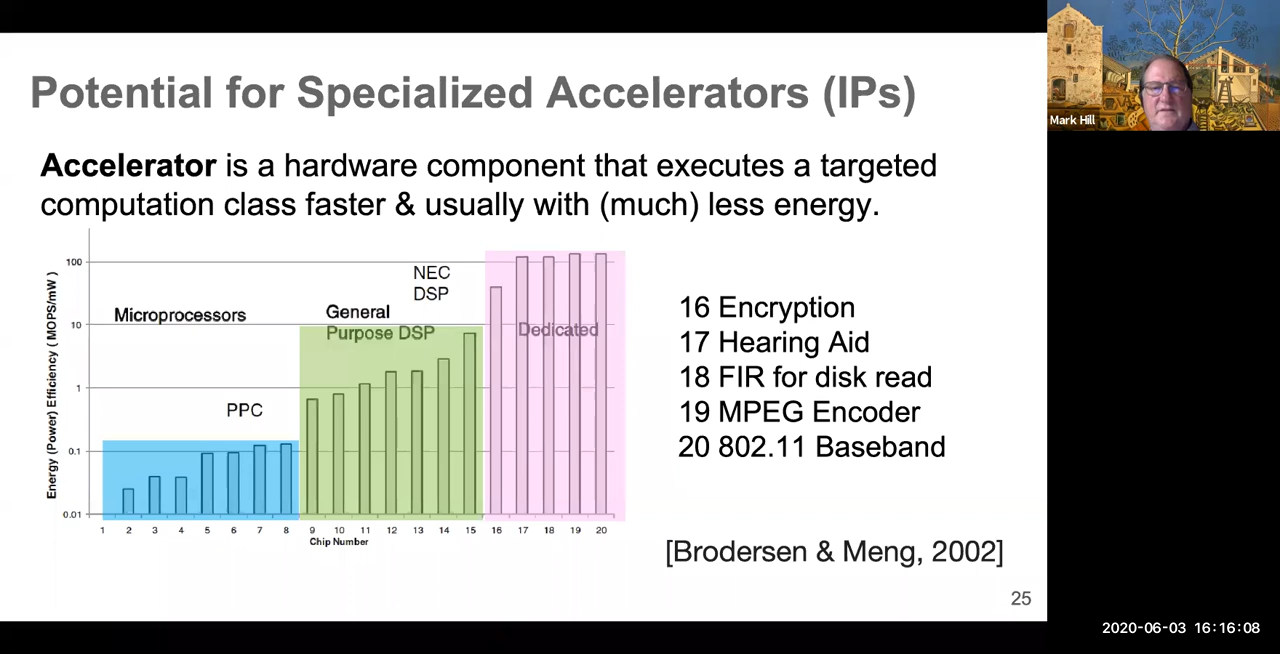 Potential for Specialized Accelerators (IPs)
Mark Hill
Accelerator is a hardware component that executes a targeted
computation class faster & usually with (much) less energy.
Energy (Power) Efficiency ( MOPS/mW )
100
10
1
0.1
0.01
Microprocessors
PPC
General
Purpose DSP
NEC
DSP
Dedicated
1 2 3 4 5 6 7 8 9 10 11 12 13 14 15 16 17 18 19 20
Chip Number
16 Encryption
17 Hearing Aid
18 FIR for disk read
19 MPEG Encoder
20 802.11 Baseband
[Brodersen & Meng, 2002]
25
2020-06-03 16:16:08